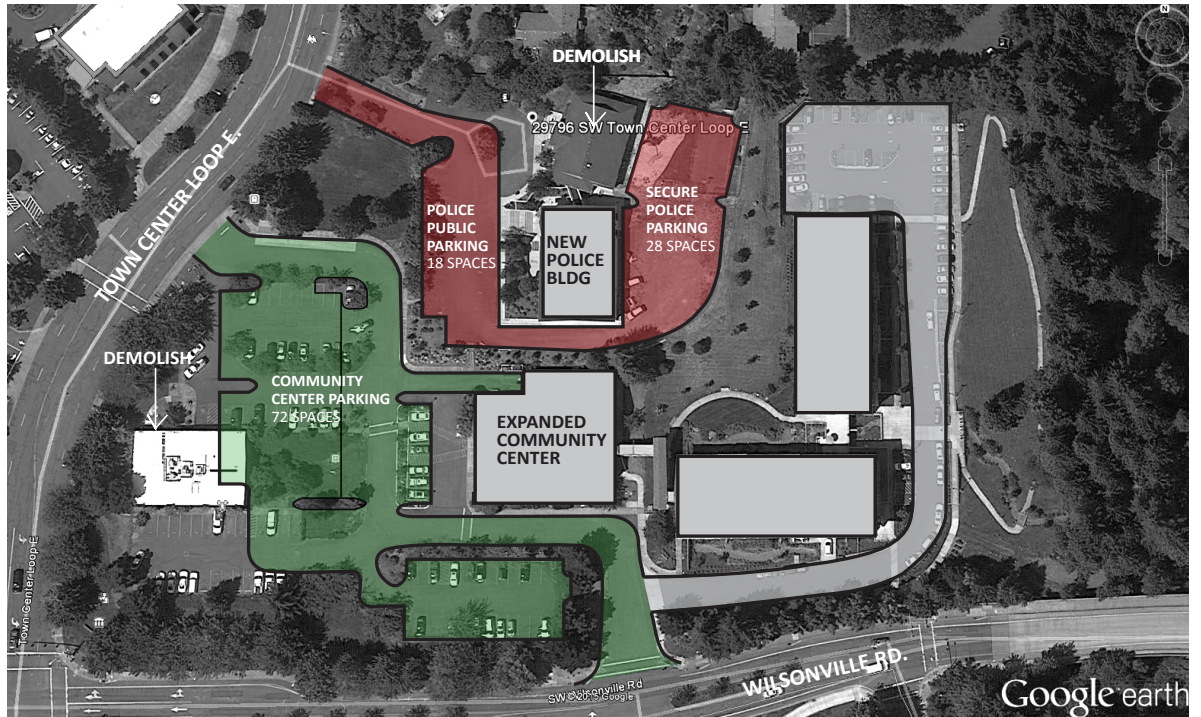 N
DEMOLISH
29796 SW Town Center Loop E
TOWN CENTER LOOP E.
POLICE
PUBLIC
PARKING
18 SPACES
SECURE
POLICE
PARKING
28 SPACES
NEW
POLICE
BLDG
DEMOLISH
COMMUNITY
CENTER PARKING
72 SPACES
EXPANDED
COMMUNITY
CENTER
Town Center Loop E
WILSONVILLE RD.
SW Wilsonville Rd
Google earth